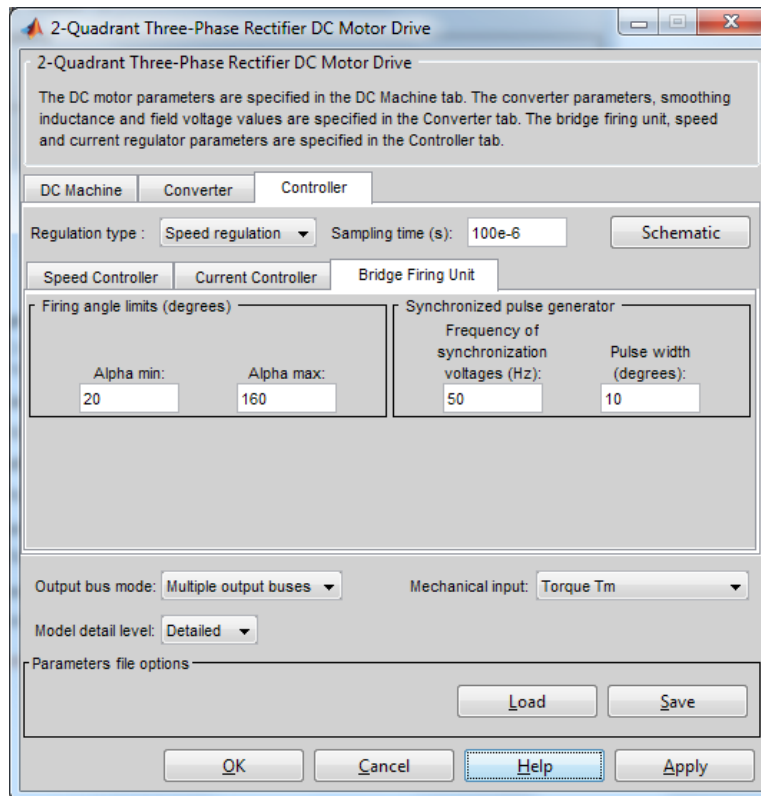 2-Quadrant Three-Phase Rectifier DC Motor Drive
2-Quadrant Three-Phase Rectifier DC Motor Drive
The DC motor parameters are specified in the DC Machine tab. The converter parameters, smoothing
inductance and field voltage values are specified in the Converter tab. The bridge firing unit, speed
and current regulator parameters are specified in the Controller tab.
DC Machine Converter Controller
Regulation type : Speed regulation Sampling time (s): 100e-6 Schematic
Speed Controller Current Controller Bridge Firing Unit
Firing angle limits (degrees)
Alpha min: Alpha max:
20 160
Synchronized pulse generator
Frequency of
synchronization
voltages (Hz):
50
Pulse width
(degrees):
10
Output bus mode: Multiple output buses Mechanical input: Torque Tm
Model detail level: Detailed
Parameters file options
Load Save
OK Cancel Help Apply